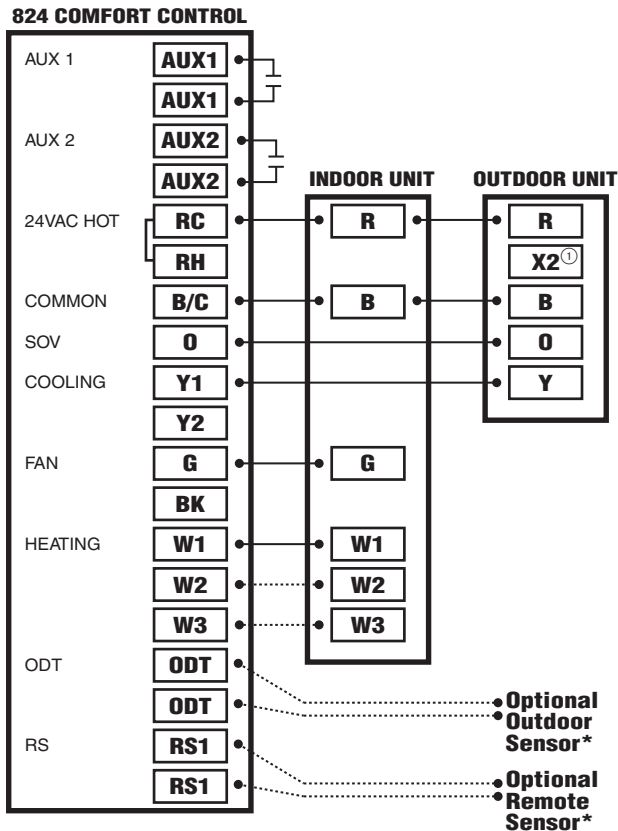 824 COMFORT CONTROL
AUX 1 AUX1
AUX1
AUX 2 AUX2
AUX2
INDOOR UNIT OUTDOOR UNIT
24VAC HOT RC R R
RH X2①
COMMON B/C B B
SOV O O
COOLING Y1 Y
Y2
FAN G G
BK
HEATING W1 W1
W2 W2
W3 W3
ODT ODT
ODT
Optional
Outdoor
Sensor*
RS RS1
RS1
Optional
Remote
Sensor*